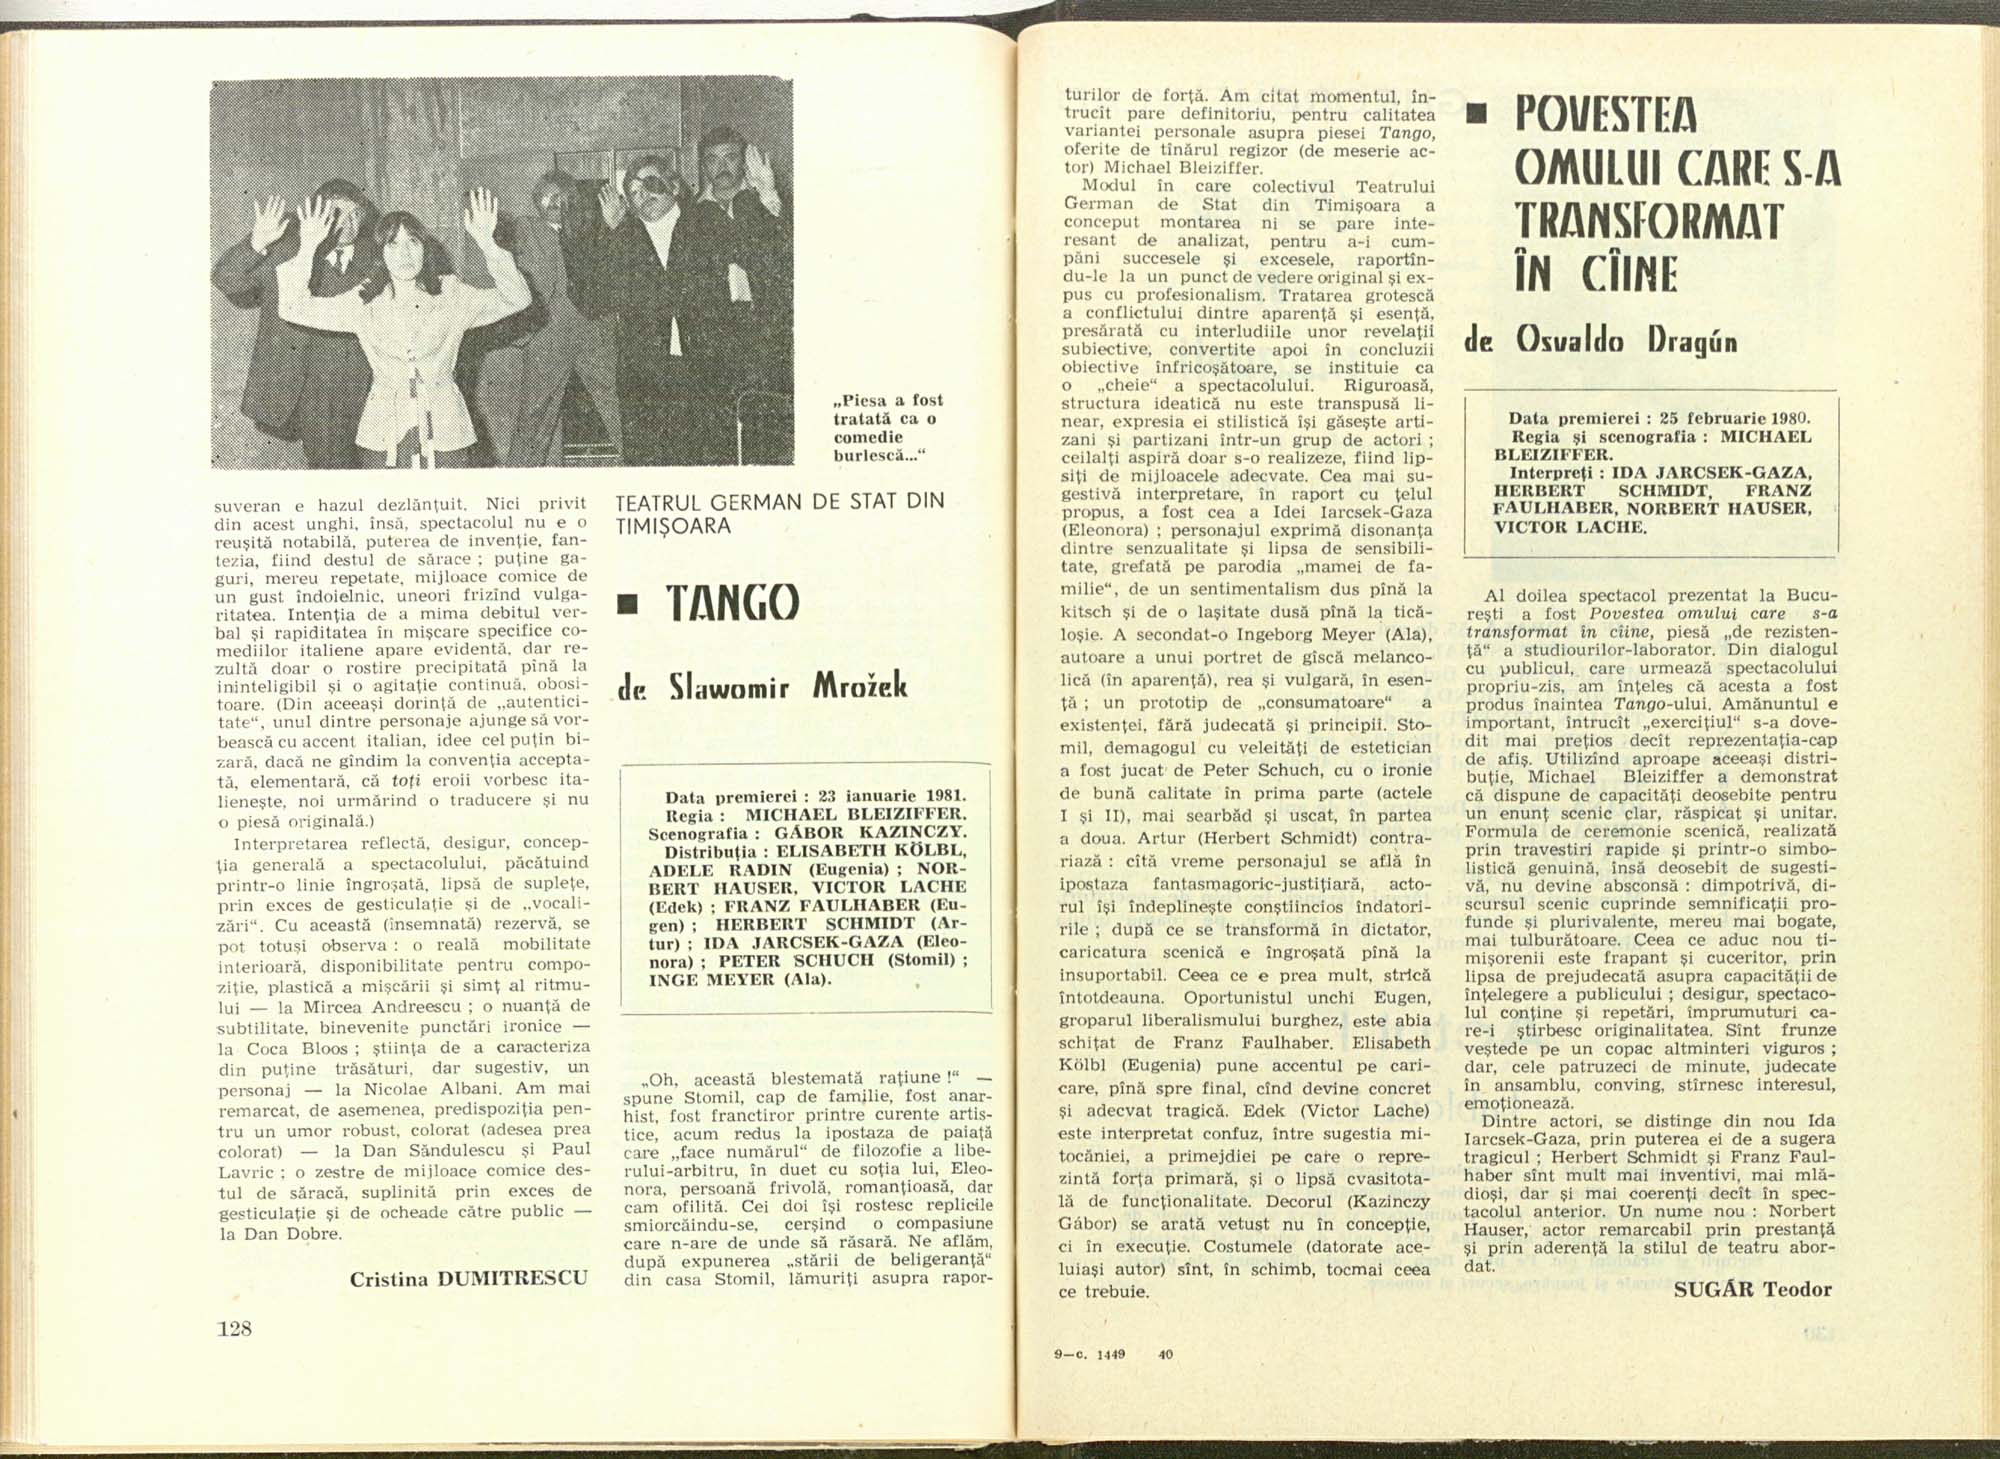 „Piesa a fost
tratată ca o
comedie
burlescă...“
suveran e hazul dezlănţuit. Nici privit
din acest unghi, însă, spectacolul nu e o
reuşită notabilă, puterea de invenţie, fan-
tezia, fiind destul de sărace ; puţine ga-
guri, mereu repetate, mijloace comice de
un gust îndoielnic, uneori frizînd vulga-
ritatea. Intenţia de a mima debitul ver-
bal şi rapiditatea în mişcare specifice co-
mediilor italiene apare evidentă, dar re-
zultă doar o rostire precipitată pînă la
ininteligibil şi o agitaţie continuă, obosi-
toare. (Din aceeaşi dorinţă de „autentici-
tate“, unul dintre personaje ajunge să vor-
bească cu accent italian, idee cel puţin bi-
zară, dacă ne gîndim la convenţia accepta-
tă, elementară, că toţi eroii vorbesc ita-
lieneşte, noi urmărind o traducere şi nu
o piesă originală.)
Interpretarea reflectă, desigur, concep-
ţia generală a spectacolului, păcătuind
printr-o linie îngroşată, lipsă de supleţe,
prin exces de gesticulaţie şi de „vocali-
zări“. Cu această (însemnată) rezervă, se
pot totuşi observa : o reală mobilitate
interioară, disponibilitate pentru compo-
ziţie, plastică a mişcării şi simţ al ritmu-
lui — la Mircea Andreescu ; o nuanţă de
subtilitate, binevenite punctări ironice —
la Coca Bloos ; ştiinţa de a caracteriza
din puţine trăsături, dar sugestiv, un
personaj — la Nicolae Albani. Am mai
remarcat, de asemenea, predispoziţia pen-
tru un umor robust, colorat (adesea prea
colorat) — la Dan Săndulescu şi Paul
Lavric ; o zestre de mijloace comice des-
tul de săracă, suplinită prin exces de
gesticulaţie şi de ocheade către public —
la Dan Dobre.
Cristina DUMITRESCU
128
TEATRUL GERMAN DE STAT DIN
TIMIŞOARA
■ TANGO
de Slawomir Mrožek
Data premierei : 23 ianuarie 1981.
Regia : MICHAEL BLEIZIFFER.
Scenografia : GÁBOR KAZINCZY.
Distribuţia : ELISABETH KÖLBL,
ADELE RADIN (Eugenia) ; NOR-
BERT HAUSER, VICTOR LACHE
(Edek) ; FRANZ FAULHABER (Eu-
gen) ; HERBERT SCHMIDT (Ar-
tur) ; IDA JARCSEK-GAZA (Eleo-
nora) ; PETER SCHUCH (Stomil) ;
INGE MEYER (Ala).
„Oh, această blestemată raţiune !“ —
spune Stomil, cap de familie, fost anar-
hist, fost franctiror printre curente artis-
tice, acum redus la ipostaza de paiaţă
care „face numărul“ de filozofie a libe-
rului-arbitru, în duet cu soţia lui, Eleo-
nora, persoană frivolă, romanţioasă, dar
cam ofilită. Cei doi îşi rostesc replicile
smiorcăindu-se, cerşind o compasiune
care n-are de unde să răsară. Ne aflăm,
după expunerea „stării de beligeranţă“
din casa Stomil, lămuriţi asupra rapor-
turilor de forţă. Am citat momentul, în-
trucît pare definitoriu, pentru calitatea
variantei personale asupra piesei Tango,
oferite de tînărul regizor (de meserie ac-
tor) Michael Bleiziffer.
Modul în care colectivul Teatrului
German de Stat din Timişoara a
conceput montarea ni se pare inte-
resant de analizat, pentru a-i cum-
păni succesele şi excesele, raportîn-
du-le la un punct de vedere original şi ex-
pus cu profesionalism. Tratarea grotescă
a conflictului dintre aparenţă şi esenţă,
presărată cu interludiile unor revelaţii
subiective, convertite apoi în concluzii
obiective înfricoşătoare, se instituie ca
o „cheie“ a spectacolului. Riguroasă,
structura ideatică nu este transpusă li-
near, expresia ei stilistică îşi găseşte arti-
zani şi partizani într-un grup de actori ;
ceilalţi aspiră doar s-o realizeze, fiind lip-
siţi de mijloacele adecvate. Cea mai su-
gestivă interpretare, în raport cu ţelul
propus, a fost cea a Idei Iarcsek-Gaza
(Eleonora) ; personajul exprimă disonanţa
dintre senzualitate şi lipsa de sensibili-
tate, grefată pe parodia „mamei de fa-
milie“, de un sentimentalism dus pînă la
kitsch şi de o laşitate dusă pînă la tică-
loşie. A secondat-o Ingeborg Meyer (Ala),
autoare a unui portret de gîscă melanco-
lică (în aparenţă), rea şi vulgară, în esen-
ţă ; un prototip de „consumatoare“ a
existenţei, fără judecată şi principii. Sto-
mil, demagogul cu veleităţi de estetician
a fost jucat de Peter Schuch, cu o ironie
de bună calitate în prima parte (actele
I şi II), mai searbăd şi uscat, în partea
a doua. Artur (Herbert Schmidt) contra-
riază : cîtă vreme personajul se află în
ipostaza fantasmagoric-justiţiară, acto-
rul îşi îndeplineşte conştiincios îndatori-
rile ; după ce se transformă în dictator,
caricatura scenică e îngroşată pînă la
insuportabil. Ceea ce e prea mult, strică
întotdeauna. Oportunistul unchi Eugen,
groparul liberalismului burghez, este abia
schiţat de Franz Faulhaber. Elisabeth
Kölbl (Eugenia) pune accentul pe cari-
care, pînă spre final, cînd devine concret
şi adecvat tragică. Edek (Victor Lache)
este interpretat confuz, între sugestia mi-
tocăniei, a primejdiei pe care o repre-
zintă forţa primară, şi o lipsă cvasitota-
lă de funcţionalitate. Decorul (Kazinczy
Gábor) se arată vetust nu în concepţie,
ci în execuţie. Costumele (datorate ace-
luiaşi autor) sînt, în schimb, tocmai ceea
ce trebuie.
9—c. 1449 40
■ POVESTEA
OMULUI CARE S-A
TRANSFORMAT
ÎN CÎINE
de Osvaldo Dragún
Data premierei : 25 februarie 1980.
Regia şi scenografia : MICHAEL
BLEIZIFFER.
Interpreţi : IDA JARCSEK-GAZA,
HERBERT SCHMIDT, FRANZ
FAULHABER, NORBERT HAUSER,
VICTOR LACHE.
Al doilea spectacol prezentat la Bucu-
reşti a fost Povestea omului care s-a
transformat în cîine, piesă „de rezisten-
ţă“ a studiourilor-laborator. Din dialogul
cu publicul, care urmează spectacolului
propriu-zis, am înţeles că acesta a fost
produs înaintea Tango-ului. Amănuntul e
important, întrucît „exerciţiul“ s-a dove-
dit mai preţios decît reprezentaţia-cap
de afiş. Utilizînd aproape aceeaşi distri-
buţie, Michael Bleiziffer a demonstrat
că dispune de capacităţi deosebite pentru
un enunţ scenic clar, răspicat şi unitar.
Formula de ceremonie scenică, realizată
prin travestiri rapide şi printr-o simbo-
listică genuină, însă deosebit de sugesti-
vă, nu devine absconsă : dimpotrivă, di-
scursul scenic cuprinde semnificaţii pro-
funde şi plurivalente, mereu mai bogate,
mai tulburătoare. Ceea ce aduc nou ti-
mişorenii este frapant şi cuceritor, prin
lipsa de prejudecată asupra capacităţii de
înţelegere a publicului ; desigur, spectaco-
lul conţine şi repetări, împrumuturi ca-
re-i ştirbesc originalitatea. Sînt frunze
veştede pe un copac altminteri viguros ;
dar, cele patruzeci de minute, judecate
în ansamblu, conving, stîrnesc interesul,
emoţionează.
Dintre actori, se distinge din nou Ida
Iarcsek-Gaza, prin puterea ei de a sugera
tragicul ; Herbert Schmidt şi Franz Faul-
haber sînt mult mai inventivi, mai mlă-
dioşi, dar şi mai coerenţi decît în spec-
tacolul anterior. Un nume nou : Norbert
Hauser, actor remarcabil prin prestanţă
şi prin aderenţă la stilul de teatru abor-
dat.
SUGÁR Teodor